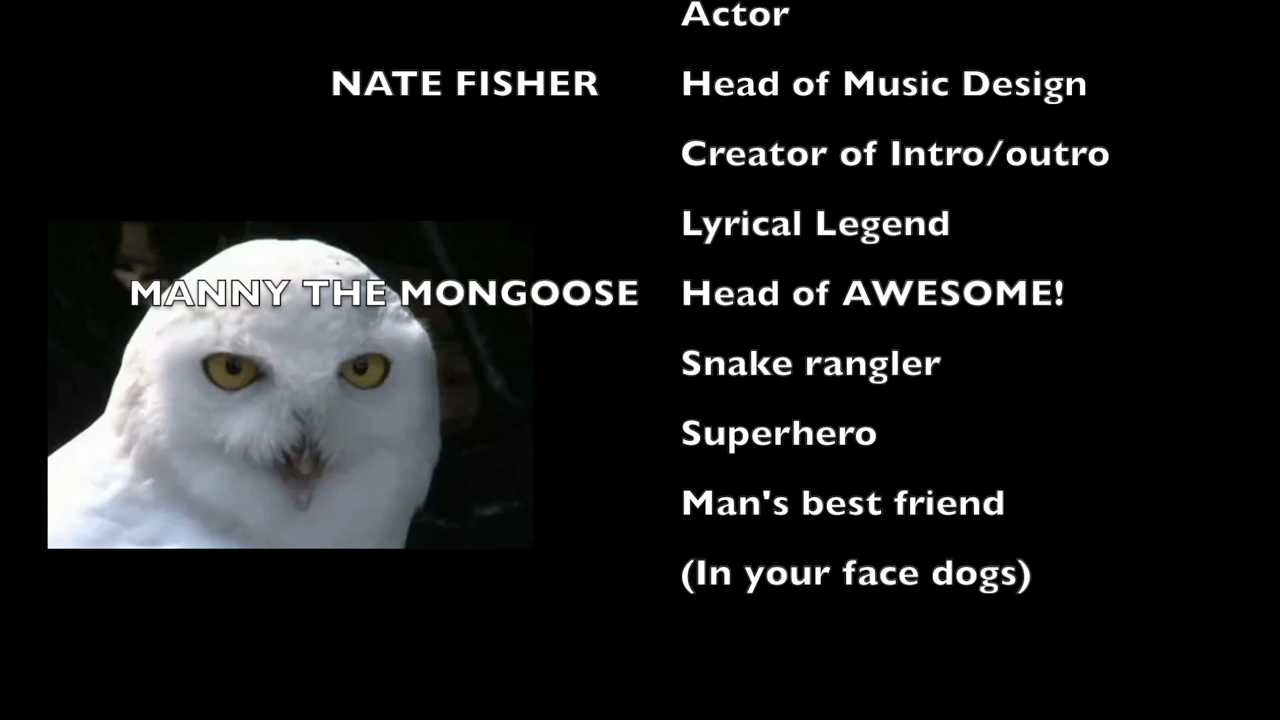 Actor
NATE FISHER Head of Music Design
Creator of Intro/outro
Lyrical Legend
MANNY THE MONGOOSE Head of AWESOME!
Snake rangler
Superhero
Man's best friend
(In your face dogs)